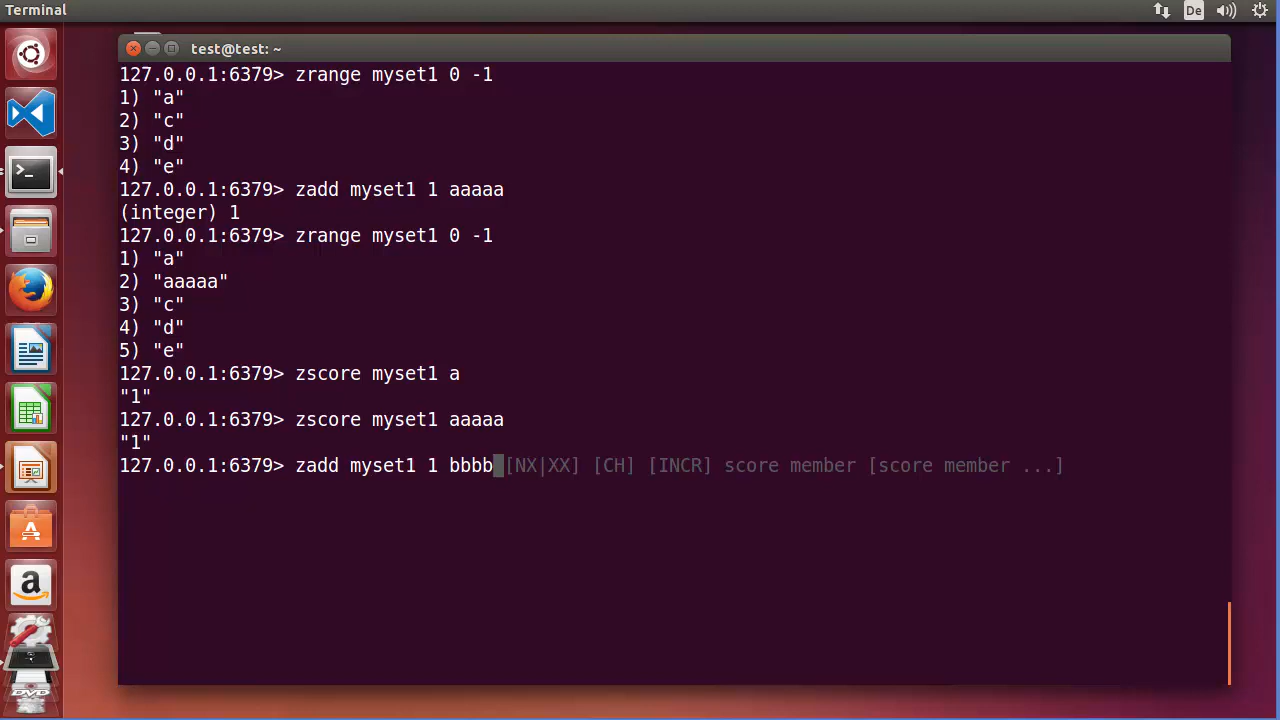 Terminal
De
test@test: ~
127.0.0.1:6379> zrange myset1 0 -1
1) "a"
2) "c"
3) "d"
4) "e"
127.0.0.1:6379> zadd myset1 1 aaaaa
(integer) 1
127.0.0.1:6379> zrange myset1 0 -1
1) "a"
2) "aaaaa"
3) "c"
4) "d"
5) "e"
127.0.0.1:6379> zscore myset1 a
"1"
127.0.0.1:6379> zscore myset1 aaaaa
"1"
127.0.0.1:6379> zadd myset1 1 bbbb [NX|XX] [CH] [INCR] score member [score member ...]
>_
A
a
DVD